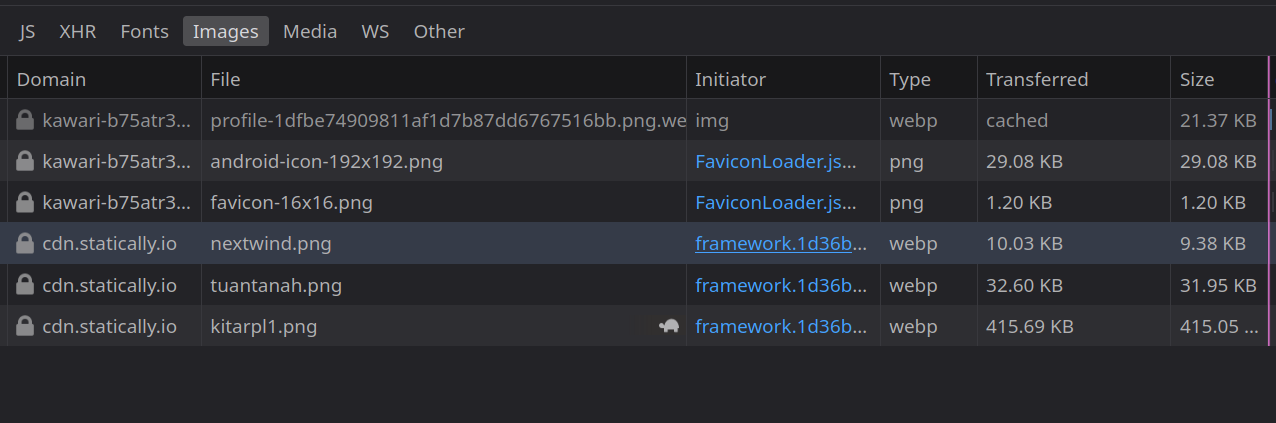 JS XHR Fonts Images Media WS Other
Domain File Initiator Type Transferred Size
kawari-b75atr3... profile-1dfbe74909811af1d7b87dd6767516bb.png.we img webp cached 21.37 KB
kawari-b75atr3... android-icon-192x192.png FaviconLoader.js... png 29.08 KB 29.08 KB
kawari-b75atr3... favicon-16x16.png FaviconLoader.js... png 1.20 KB 1.20 KB
cdn.statically.io nextwind.png framework.1d36b... webp 10.03 KB 9.38 KB
cdn.statically.io tuantanah.png framework.1d36b... webp 32.60 KB 31.95 KB
cdn.statically.io kitarpl1.png framework.1d36b... webp 415.69 KB 415.05 ...